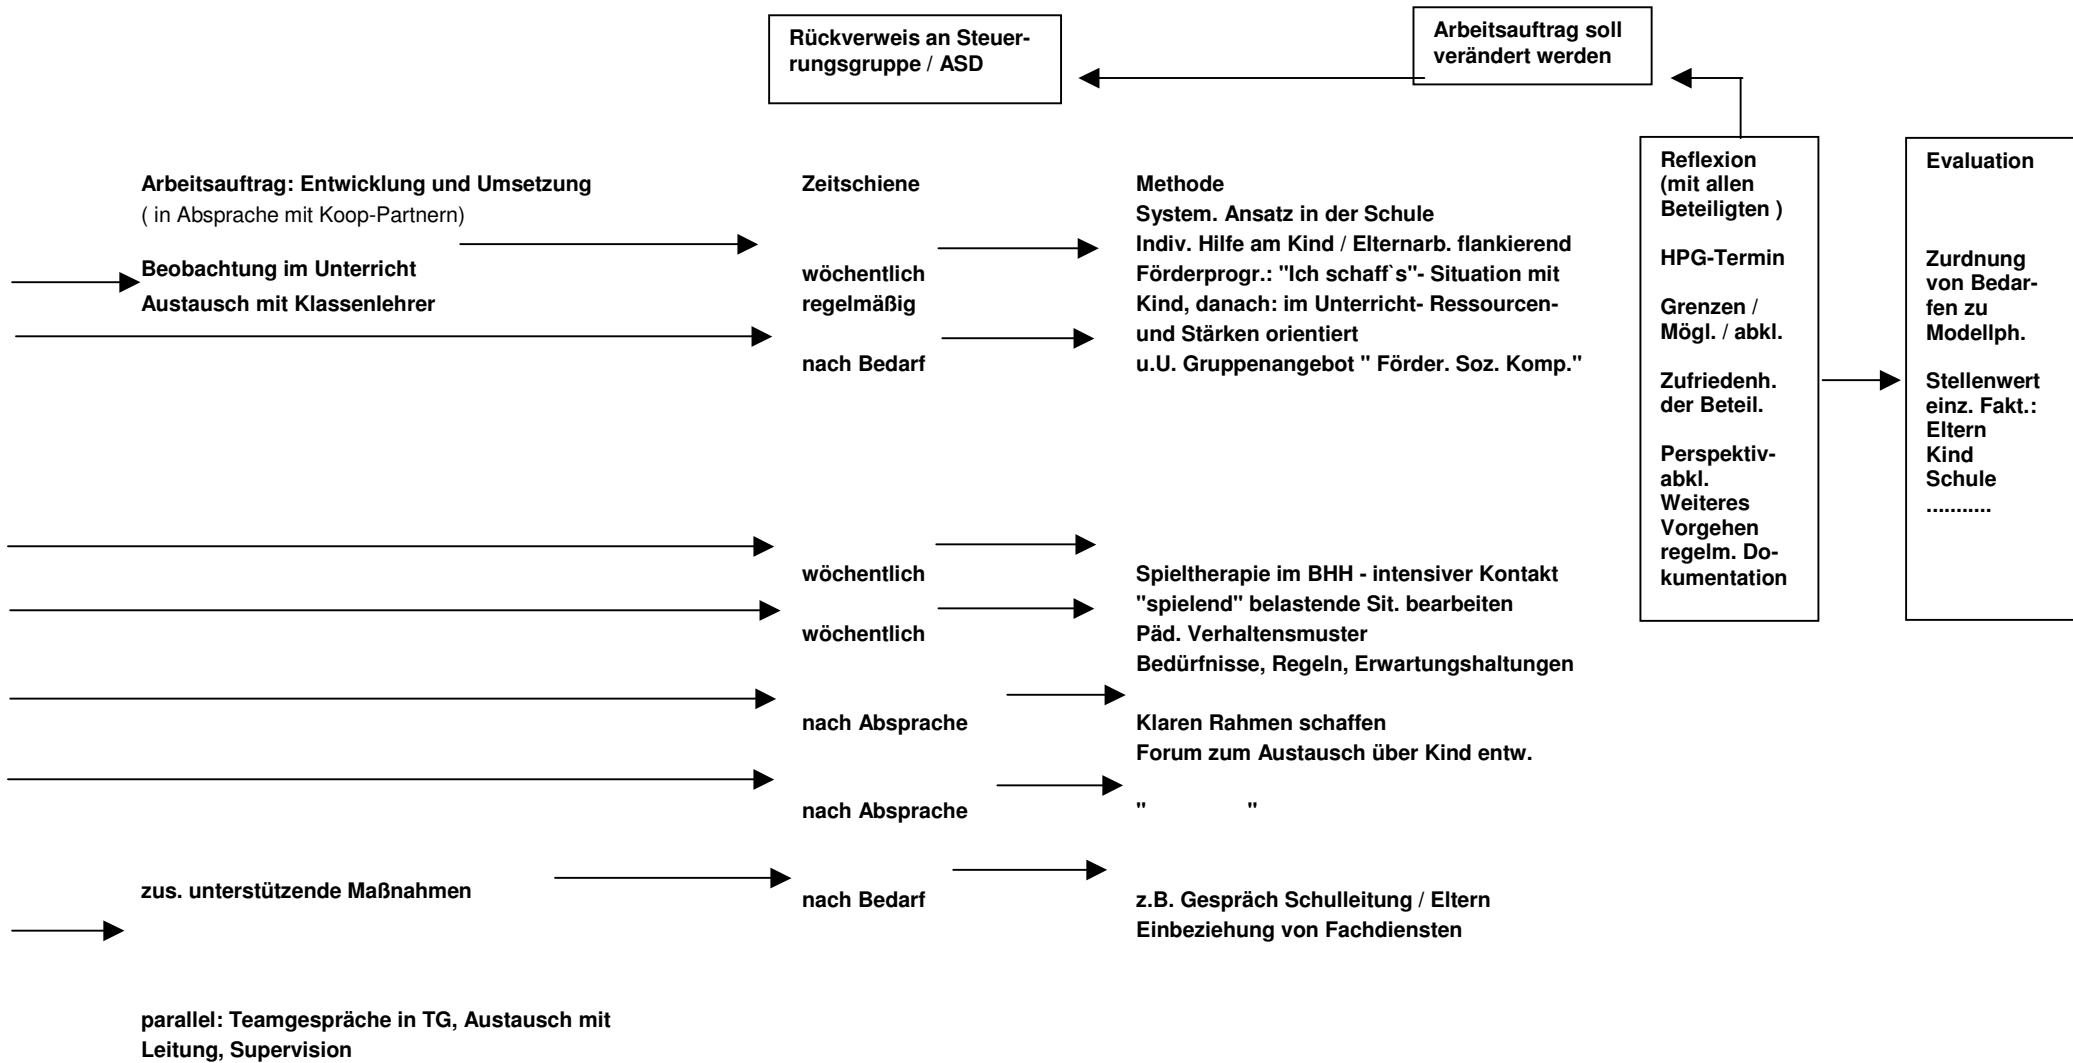 Rückverweis an Steuer-
rungsgruppe / ASD
Arbeitsauftrag soll
verändert werden
Arbeitsauftrag: Entwicklung und Umsetzung
( in Absprache mit Koop-Partnern)
Beobachtung im Unterricht
Austausch mit Klassenlehrer
zus. unterstützende Maßnahmen
parallel: Teamgespräche in TG, Austausch mit
Leitung, Supervision
Zeitschiene
wöchentlich
regelmäßig
nach Bedarf
wöchentlich
wöchentlich
nach Absprache
nach Absprache
nach Bedarf
Methode
System. Ansatz in der Schule
Indiv. Hilfe am Kind / Elternarb. flankierend
Förderprogr.: "Ich schaff`s"- Situation mit
Kind, danach: im Unterricht- Ressourcen-
und Stärken orientiert
u.U. Gruppenangebot " Förder. Soz. Komp."
Spieltherapie im BHH - intensiver Kontakt
"spielend" belastende Sit. bearbeiten
Päd. Verhaltensmuster
Bedürfnisse, Regeln, Erwartungshaltungen
Klaren Rahmen schaffen
Forum zum Austausch über Kind entw.
" "
z.B. Gespräch Schulleitung / Eltern
Einbeziehung von Fachdiensten
Reflexion
(mit allen
Beteiligten )
HPG-Termin
Grenzen /
Mögl. / abkl.
Zufriedenh.
der Beteil.
Perspektiv-
abkl.
Weiteres
Vorgehen
regelm. Do-
kumentation
Evaluation
Zurdnung
von Bedar-
fen zu
Modellph.
Stellenwert
einz. Fakt.:
Eltern
Kind
Schule
...........